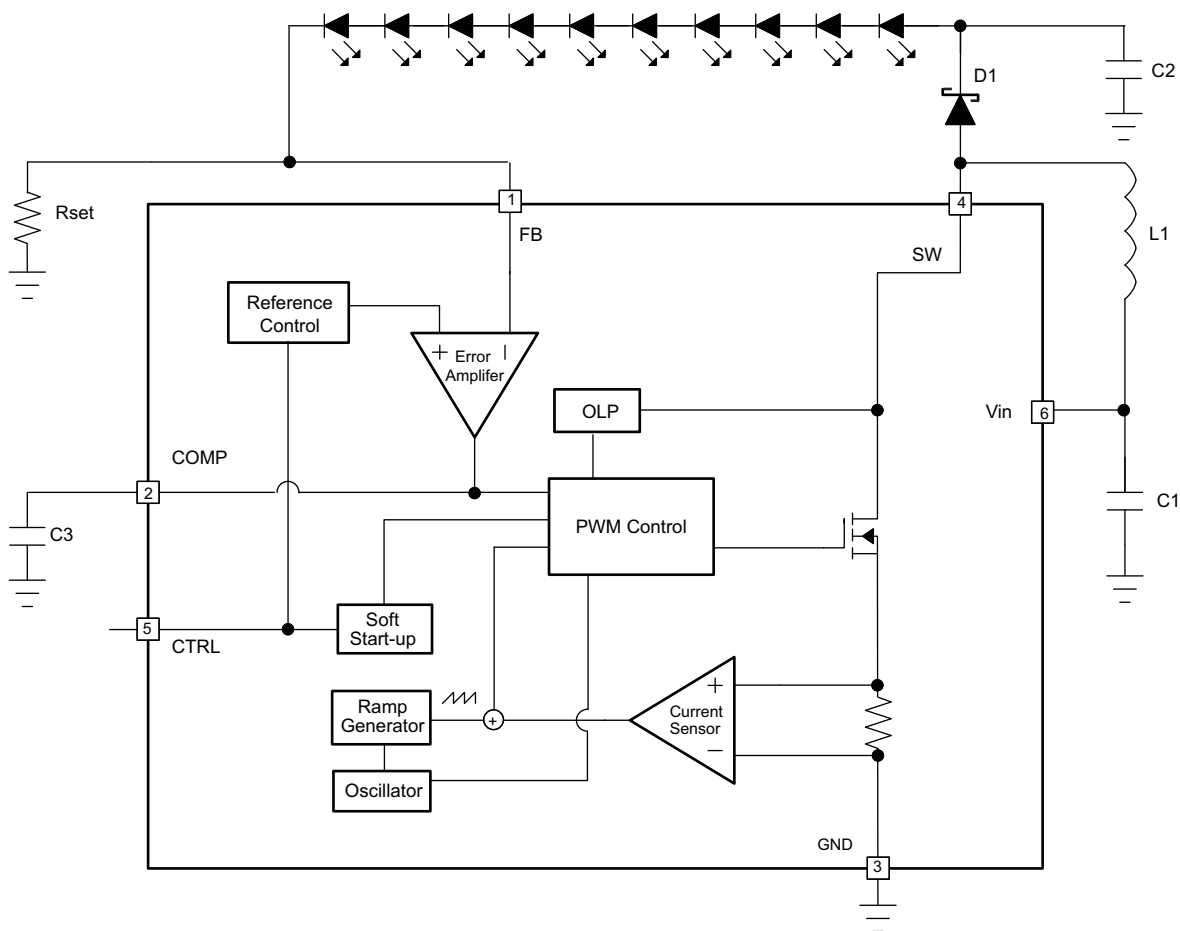 D1
C2
Rset
1
4
FB
L1
SW
Reference
Control
+
−
Error
Amplifer
OLP
Vin
6
COMP
2
PWM Control
C1
C3
5
Soft
Start-up
CTRL
+
Ramp
Generator
+
Current
Sensor
−
Oscillator
GND
3